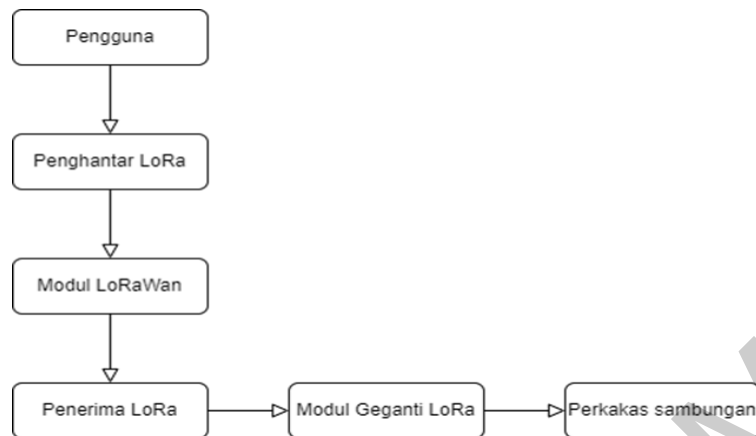 Pengguna
Penghantar LoRa
Modul LoRaWan
Penerima LoRa
Modul Geganti LoRa
Perkakas sambungan